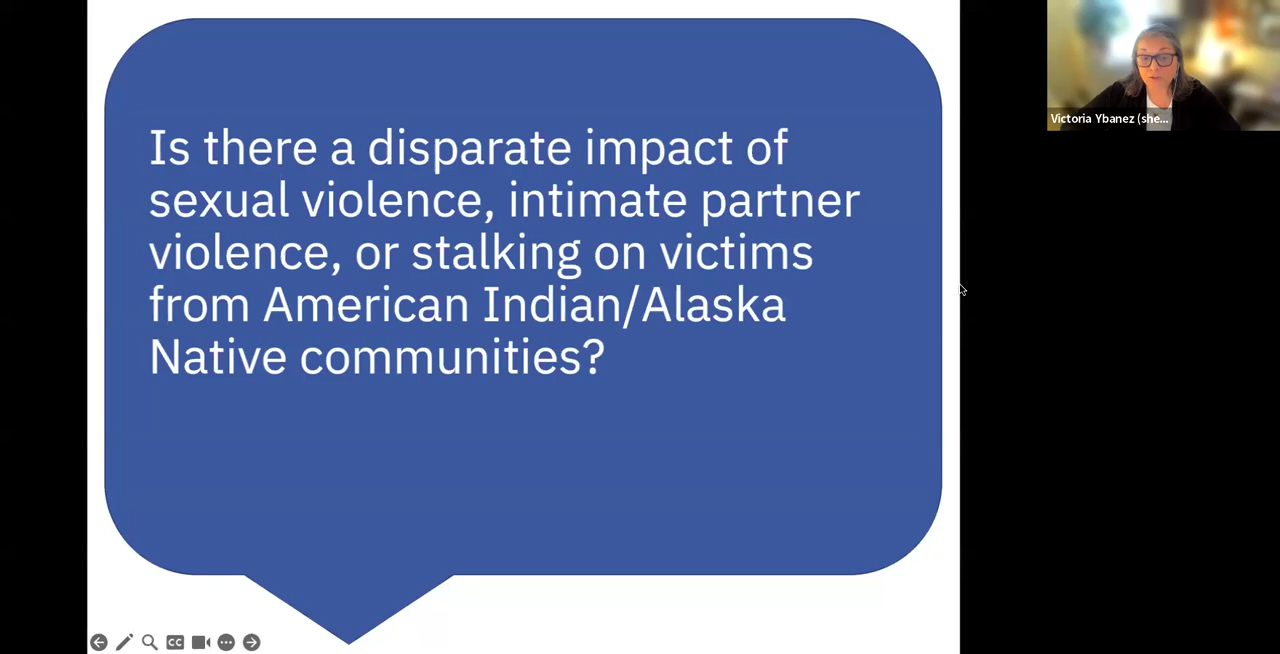 Is there a disparate impact of
sexual violence, intimate partner
violence, or stalking on victims
from American Indian/Alaska
Native communities?
Victoria Ybanez (she...
CC